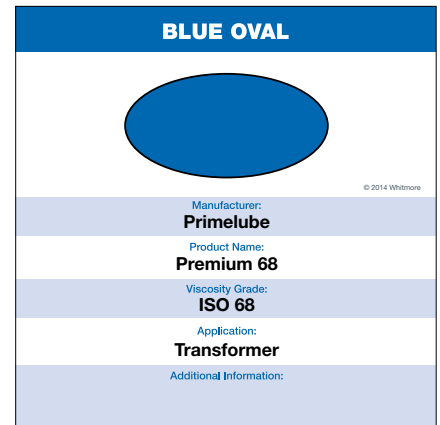 BLUE OVAL
© 2014 Whitmore
Manufacturer:
Primelube
Product Name:
Premium 68
Viscosity Grade:
ISO 68
Application:
Transformer
Additional Information: